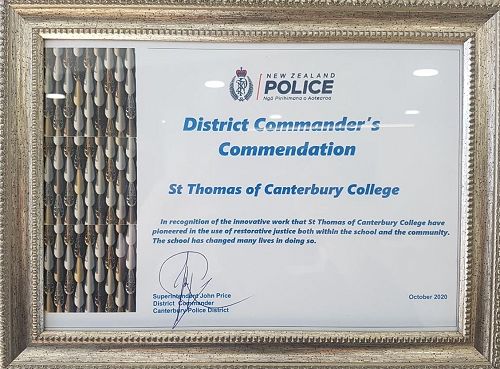 NEW ZEALAND
POLICE
Ngā Pirihimana o Aotearoa
District Commander's
Commendation
St Thomas of Canterbury College
In recognition of the innovative work that St Thomas of Canterbury College have
pioneered in the use of restorative justice both within the school and the community.
The school has changed many lives in doing so.
Superintendent John Price
District Commander
Canterbury Police District
October 2020